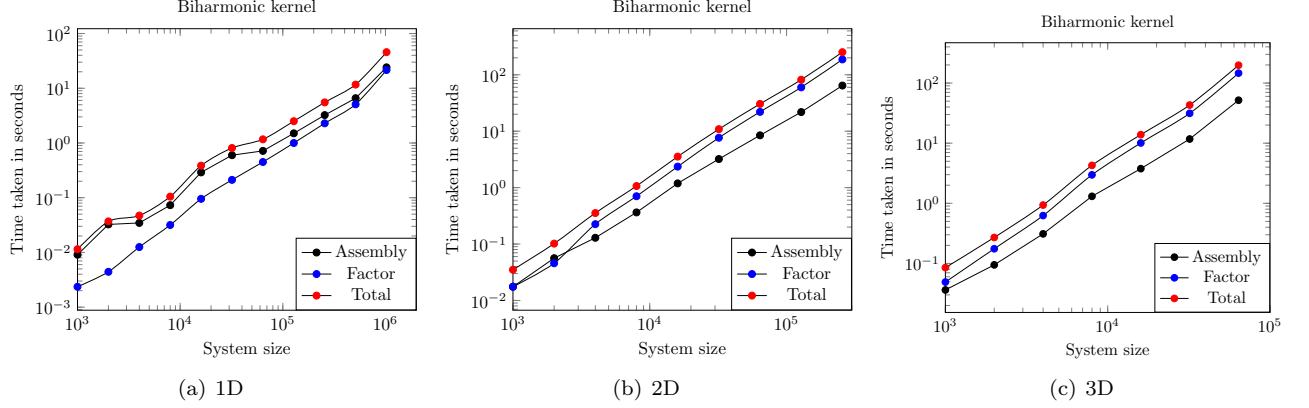 Biharmonic kernel
10^2
10^1
10^0
10^−1
10^−2
10^−3
Time taken in seconds
Assembly
Factor
Total
10^3
10^4
10^5
10^6
System size
(a) 1D
Biharmonic kernel
10^2
10^1
10^0
10^−1
10^−2
Time taken in seconds
Assembly
Factor
Total
10^3
10^4
10^5
System size
(b) 2D
Biharmonic kernel
10^2
10^1
10^0
10^−1
Time taken in seconds
Assembly
Factor
Total
10^3
10^4
10^5
System size
(c) 3D